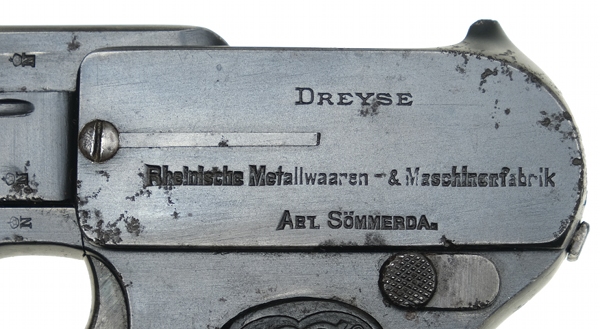 DREYSE
Rheinische Metallwaaren - & Maschinenfabrik
ABT. SÖMMERDA.
N